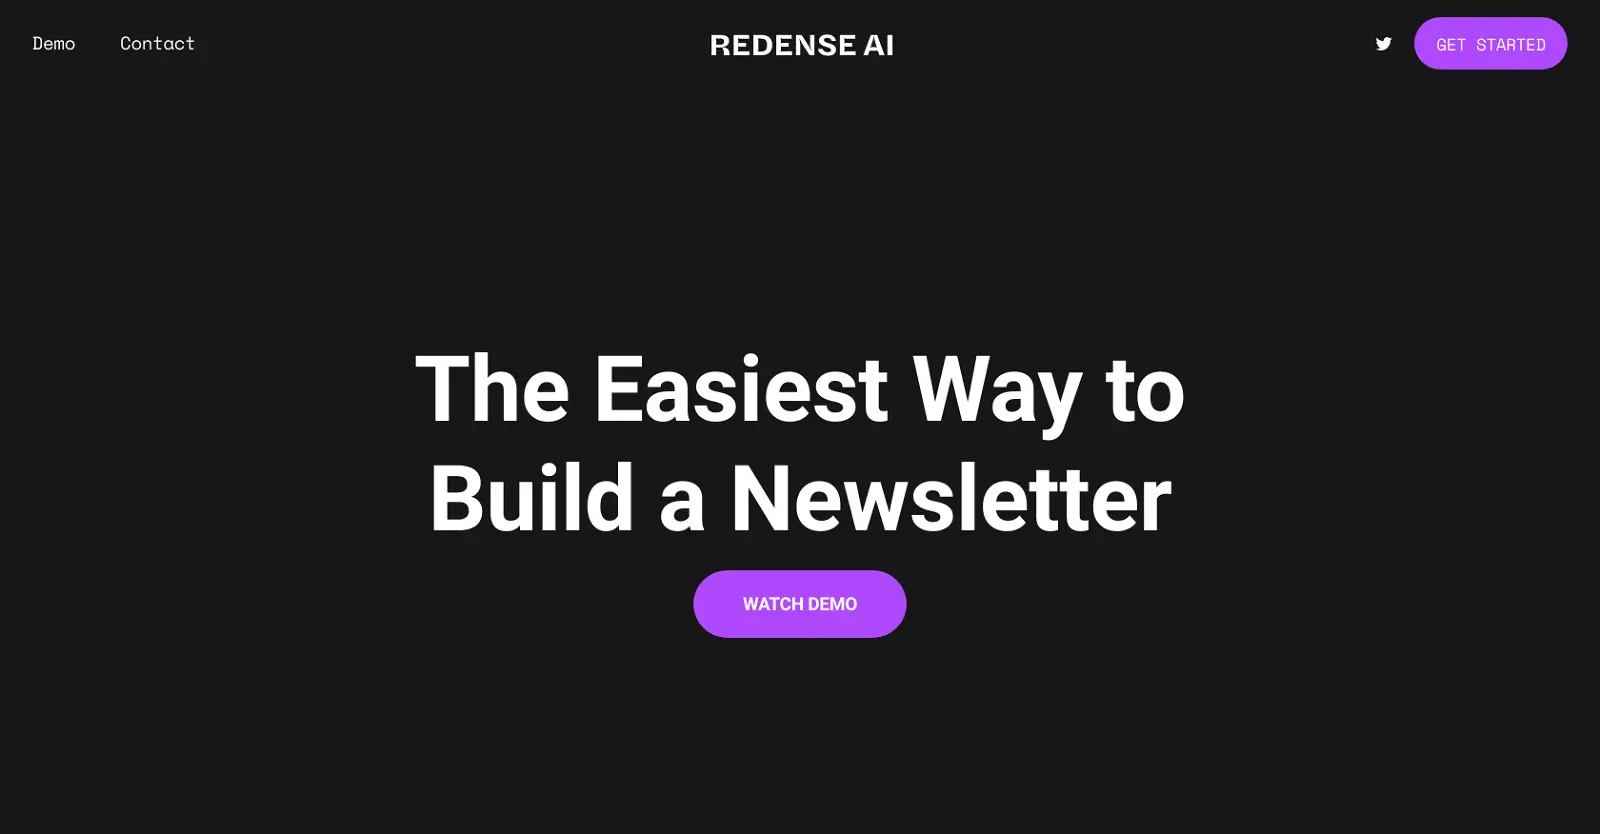 Demo
Contact
REDENSE AI
GET STARTED
The Easiest Way to
Build a Newsletter
WATCH DEMO